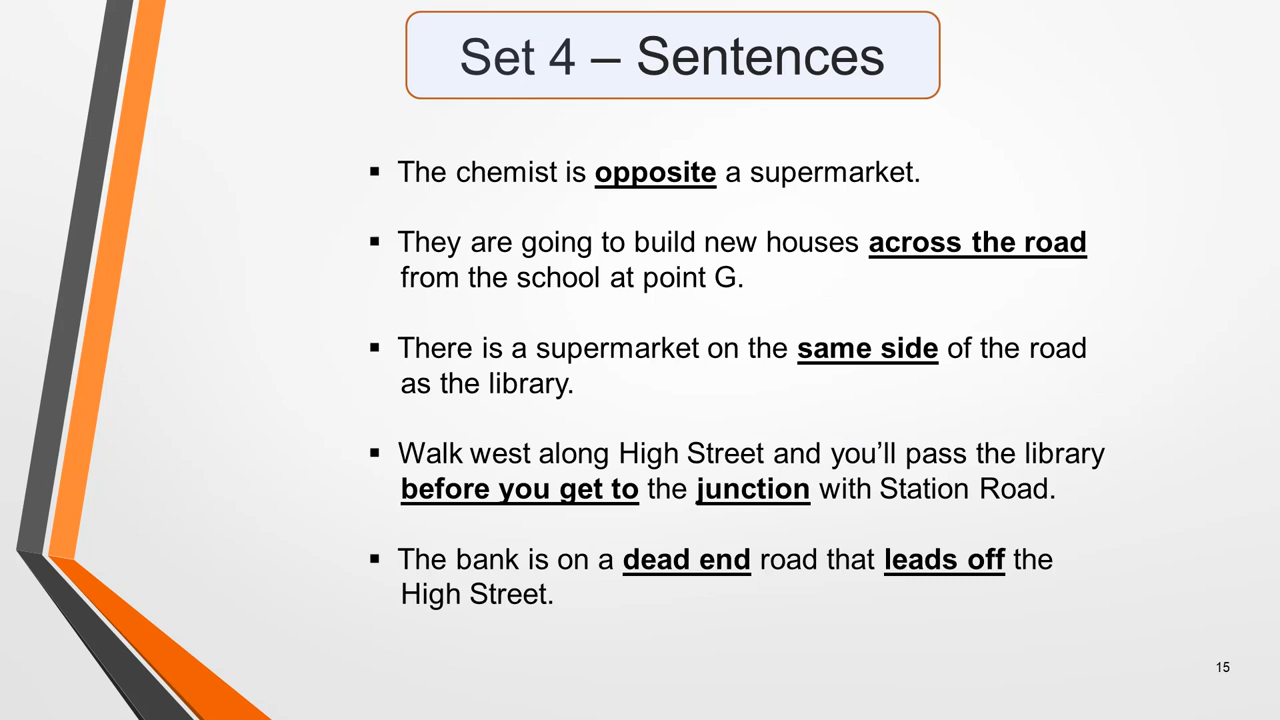 Set 4 – Sentences
▪ The chemist is opposite a supermarket.
▪ They are going to build new houses across the road
from the school at point G.
▪ There is a supermarket on the same side of the road
as the library.
▪ Walk west along High Street and you’ll pass the library
before you get to the junction with Station Road.
▪ The bank is on a dead end road that leads off the
High Street.
15